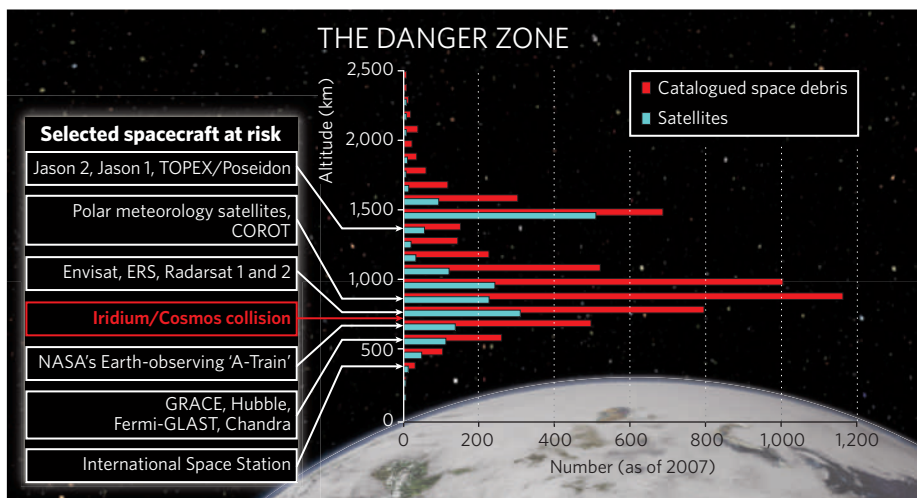 THE DANGER ZONE
Catalogued space debris
Satellites
Selected spacecraft at risk
Jason 2, Jason 1, TOPEX/Poseidon
Polar meteorology satellites,
COROT
Envisat, ERS, Radarsat 1 and 2
Iridium/Cosmos collision
NASA's Earth-observing ‘A-Train’
GRACE, Hubble,
Fermi-GLAST, Chandra
International Space Station
Altitude (km)
2,500
2,000
1,500
1,000
500
0
0 200 400 600 800 1,000 1,200
Number (as of 2007)